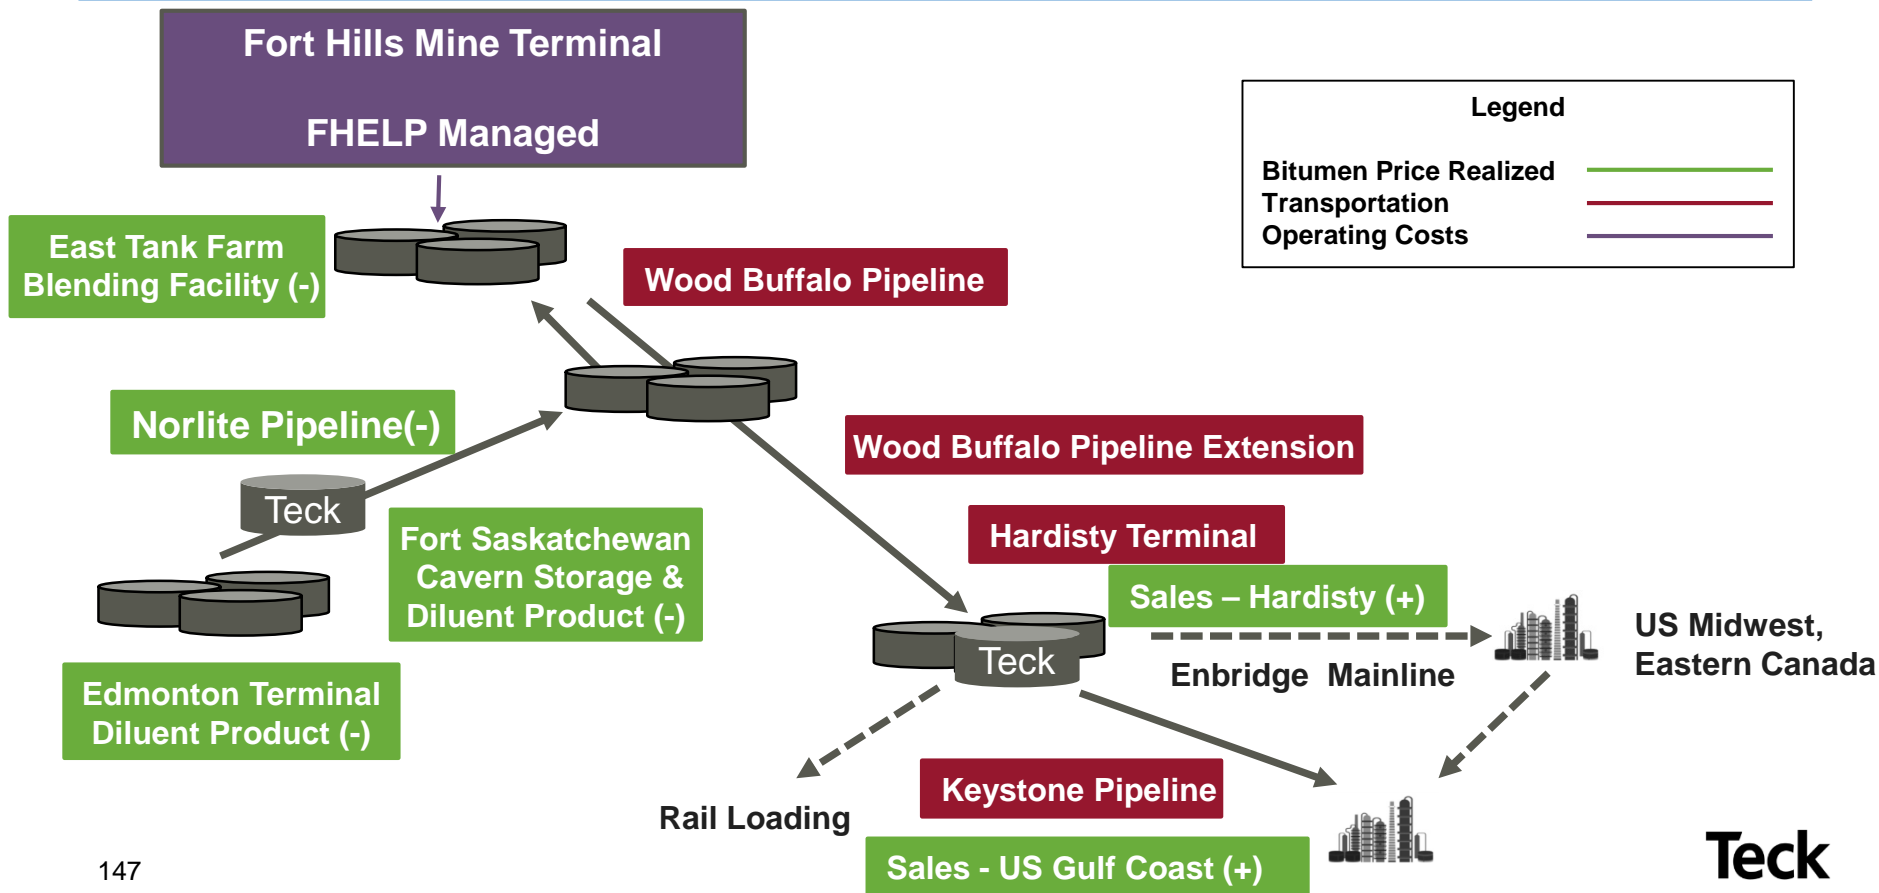 Fort Hills Mine Terminal
FHELP Managed
Legend
Bitumen Price Realized
Transportation
Operating Costs
East Tank Farm
Blending Facility (-)
Wood Buffalo Pipeline
Norlite Pipeline(-)
Wood Buffalo Pipeline Extension
Teck
Fort Saskatchewan
Cavern Storage &
Diluent Product (-)
Hardisty Terminal
Sales – Hardisty (+)
US Midwest,
Eastern Canada
Teck
Enbridge Mainline
Edmonton Terminal
Diluent Product (-)
Keystone Pipeline
Rail Loading
Sales - US Gulf Coast (+)
147
Teck